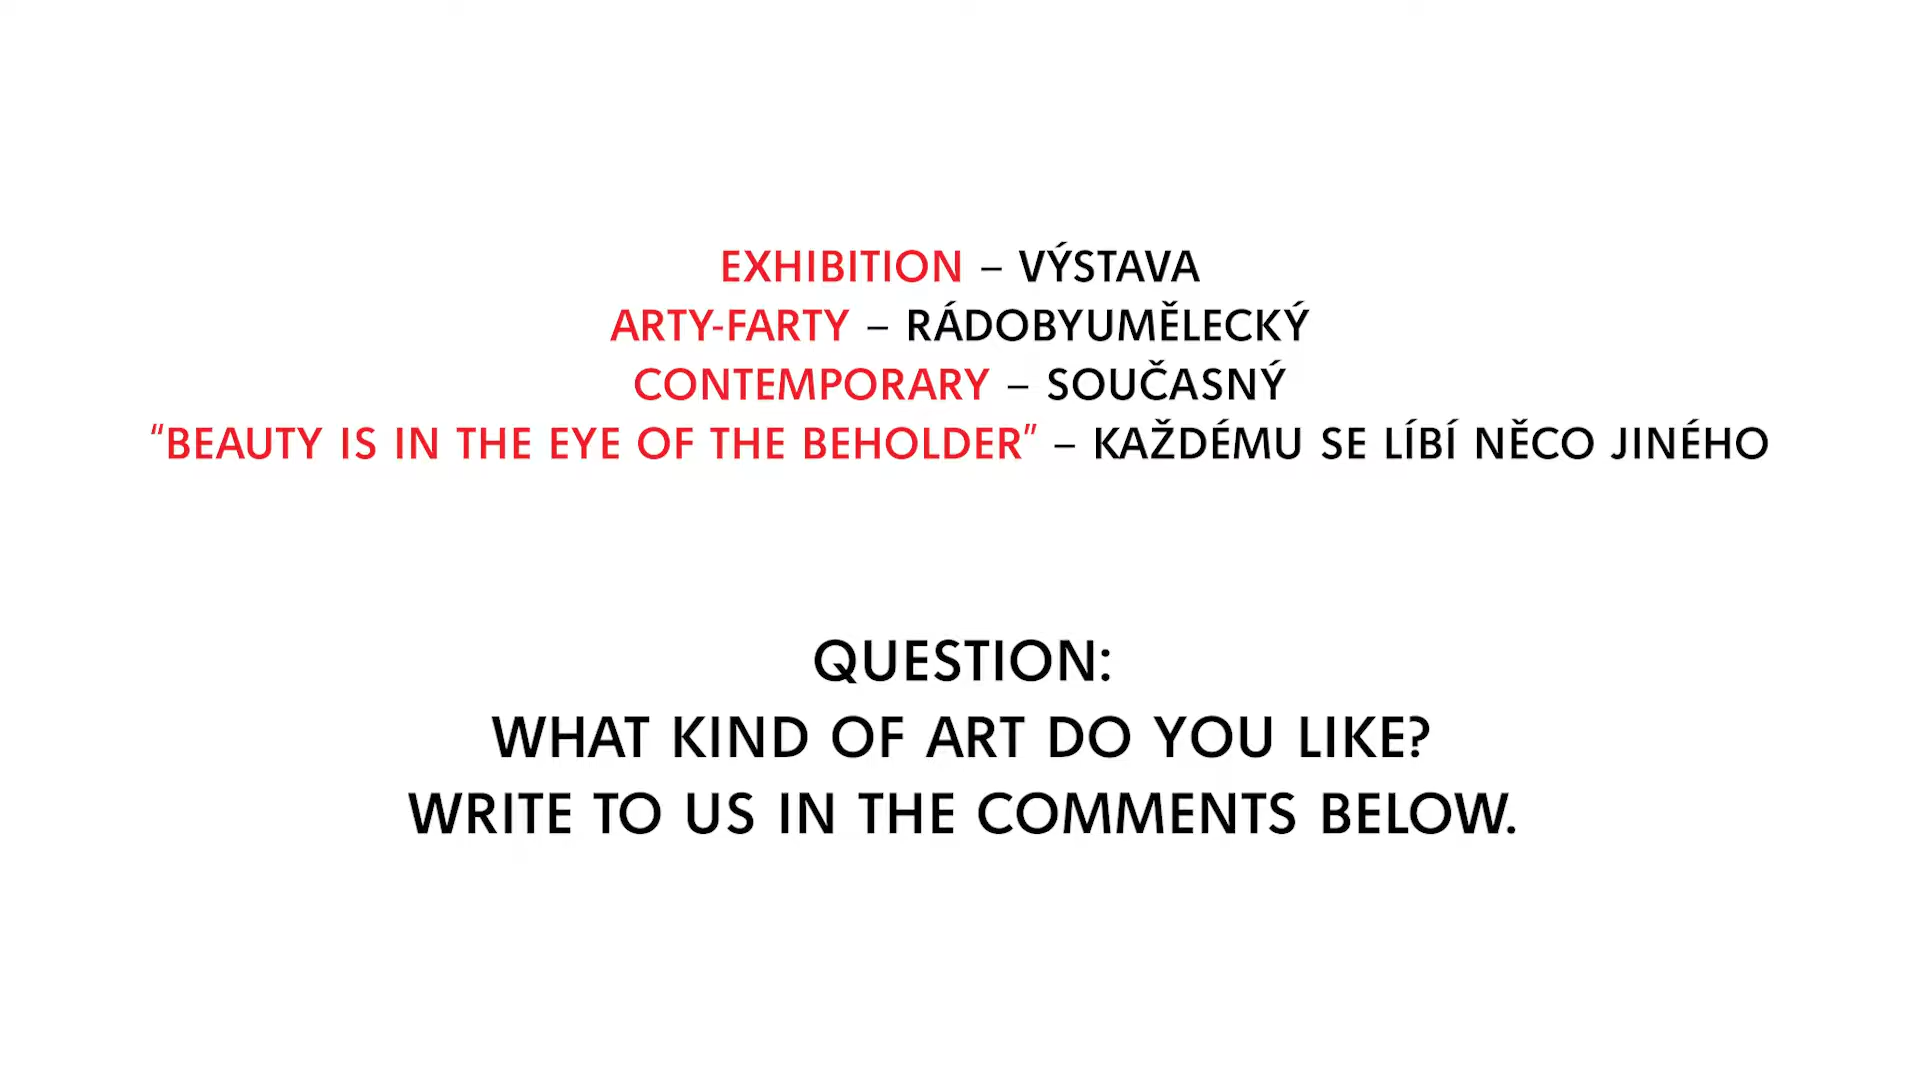 EXHIBITION – VÝSTAVA
ARTY-FARTY – RÁDOBYUMĚLECKÝ
CONTEMPORARY – SOUČASNÝ
"BEAUTY IS IN THE EYE OF THE BEHOLDER" – KAŽDÉMU SE LÍBÍ NĚCO JINÉHO
QUESTION:
WHAT KIND OF ART DO YOU LIKE?
WRITE TO US IN THE COMMENTS BELOW.